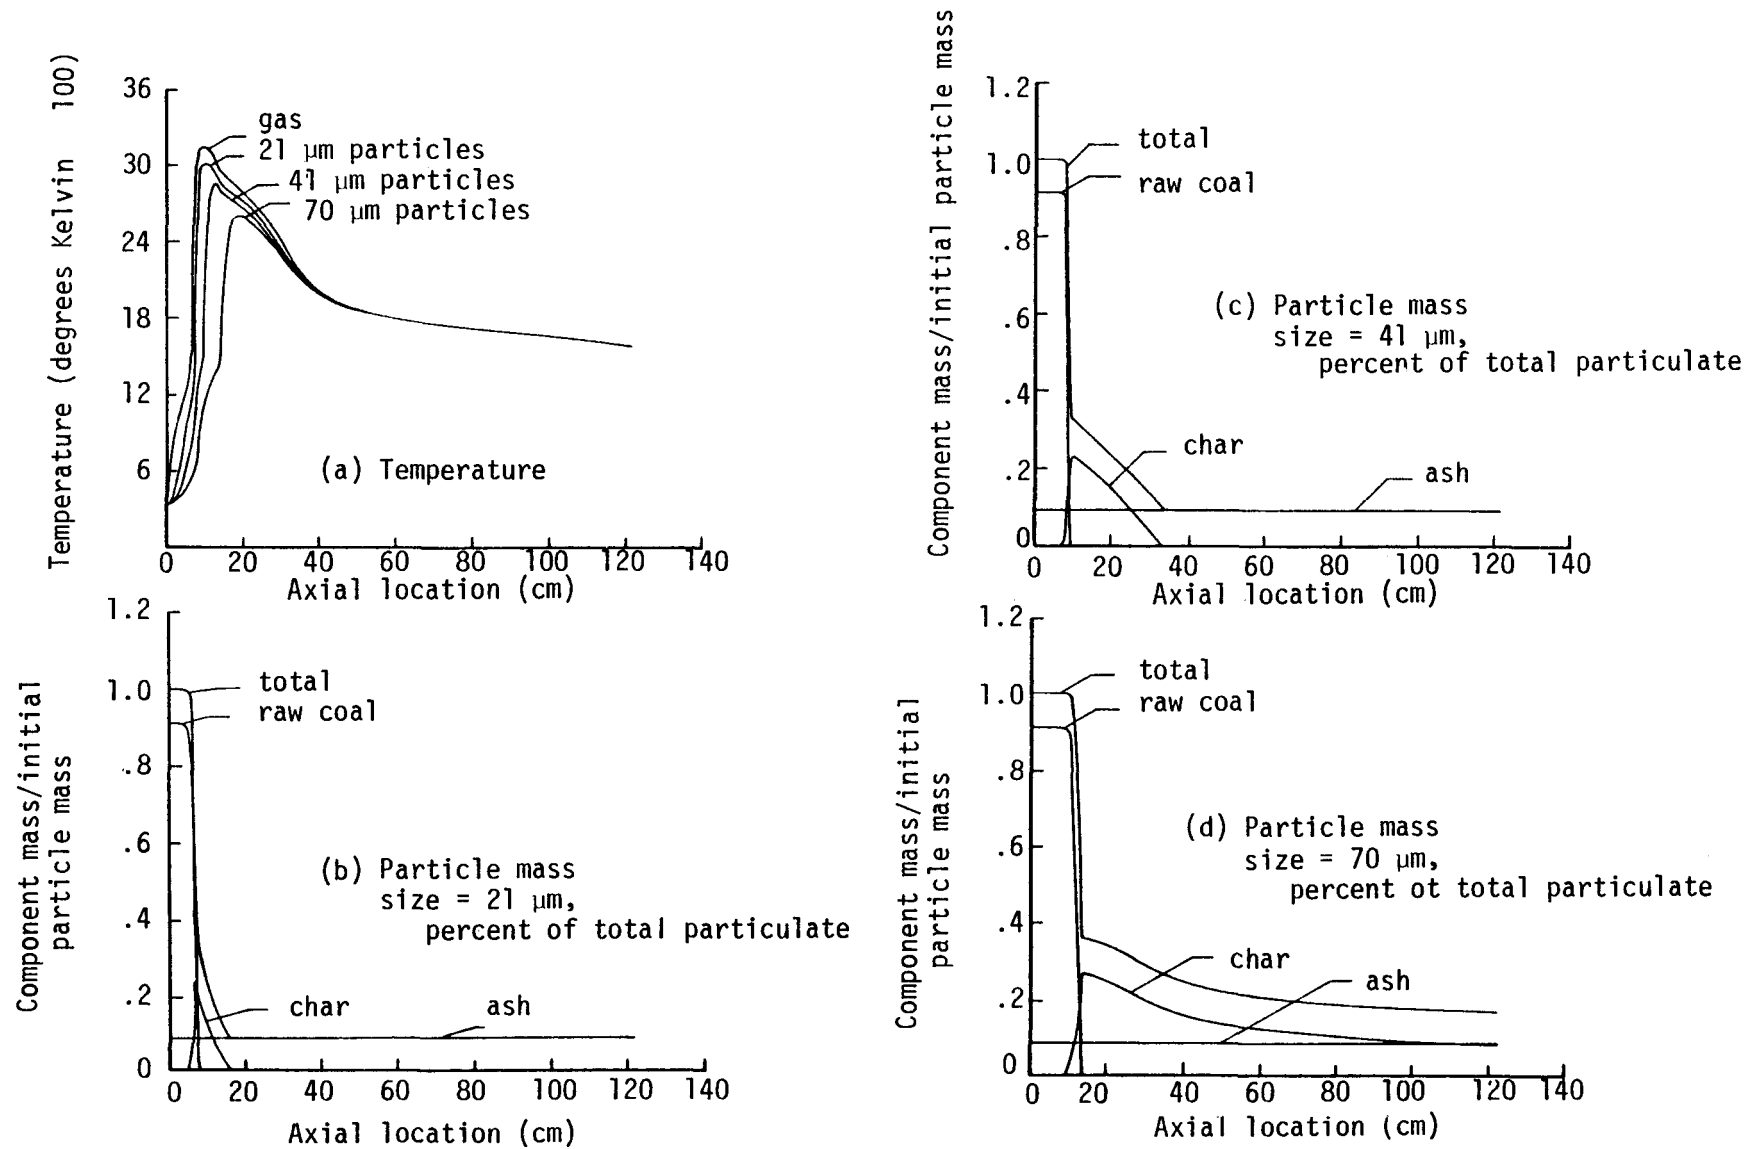 Temperature (degrees Kelvin 100)
36
30
24
18
12
6
gas
21 μm particles
41 μm particles
70 μm particles
(a) Temperature
0 20 40 60 80 100 120 140
Axial location (cm)
Component mass/initial particle mass
1.2
1.0
.8
.6
.4
.2
0
total
raw coal
(c) Particle mass
size = 41 μm,
percent of total particulate
char
ash
0 20 40 60 80 100 120 140
Axial location (cm)
Component mass/initial
particle mass
1.2
1.0
.8
.6
.4
.2
0
total
raw coal
(b) Particle mass
size = 21 μm,
percent of total particulate
char
ash
0 20 40 60 80 100 120 140
Axial location (cm)
Component mass/initial
particle mass
1.2
1.0
.8
.6
.4
.2
0
total
raw coal
(d) Particle mass
size = 70 μm,
percent ot total particulate
char
ash
0 20 40 60 80 100 120 140
Axial location (cm)